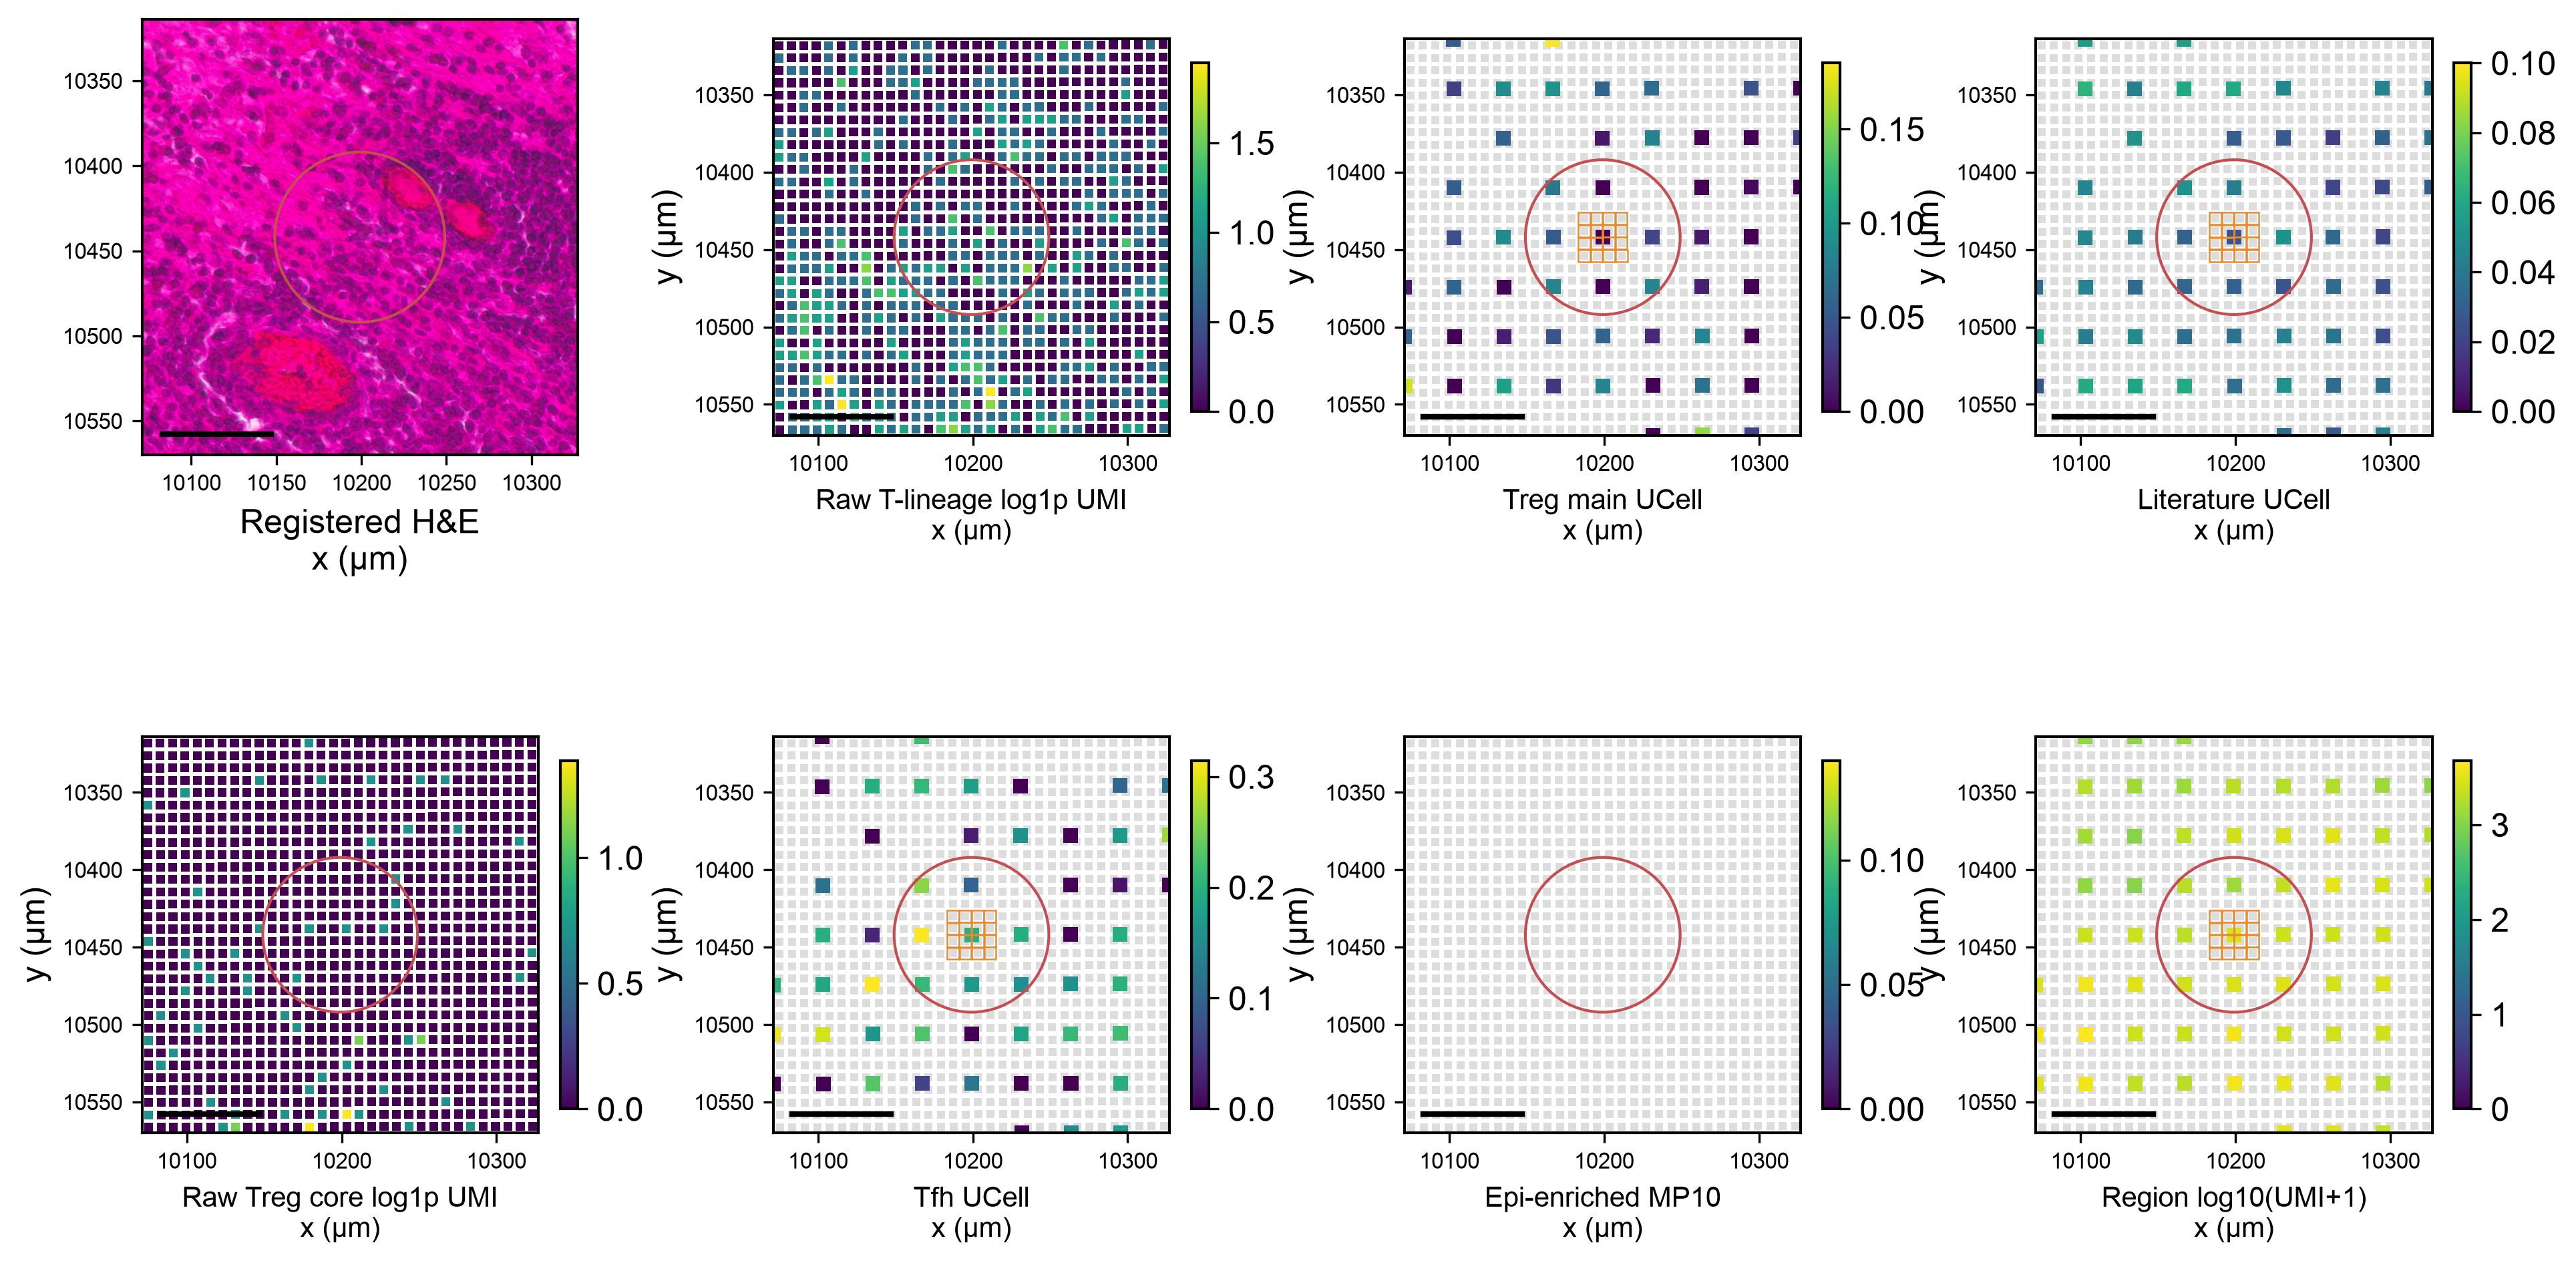 10350
10400
10450
10500
10550
10100 10150 10200 10250 10300
Registered H&E
x (µm)
y (µm)
10350
10400
10450
10500
10550
10100 10200 10300
Raw T-lineage log1p UMI
x (µm)
1.5
1.0
0.5
0.0
y (µm)
10350
10400
10450
10500
10550
10100 10200 10300
Treg main UCell
x (µm)
0.15
0.10
0.05
0.00
y (µm)
10350
10400
10450
10500
10550
10100 10200 10300
Literature UCell
x (µm)
0.10
0.08
0.06
0.04
0.02
0.00
y (µm)
10350
10400
10450
10500
10550
10100 10200 10300
Raw Treg core log1p UMI
x (µm)
1.0
0.5
0.0
y (µm)
10350
10400
10450
10500
10550
10100 10200 10300
Tfh UCell
x (µm)
0.3
0.2
0.1
0.0
y (µm)
10350
10400
10450
10500
10550
10100 10200 10300
Epi-enriched MP10
x (µm)
0.10
0.05
0.00
y (µm)
10350
10400
10450
10500
10550
10100 10200 10300
Region log10(UMI+1)
x (µm)
3
2
1
0